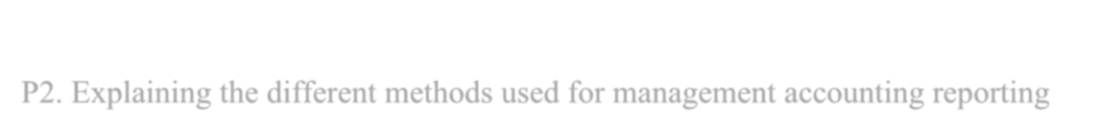 P2. Explaining the different methods used for management accounting reporting